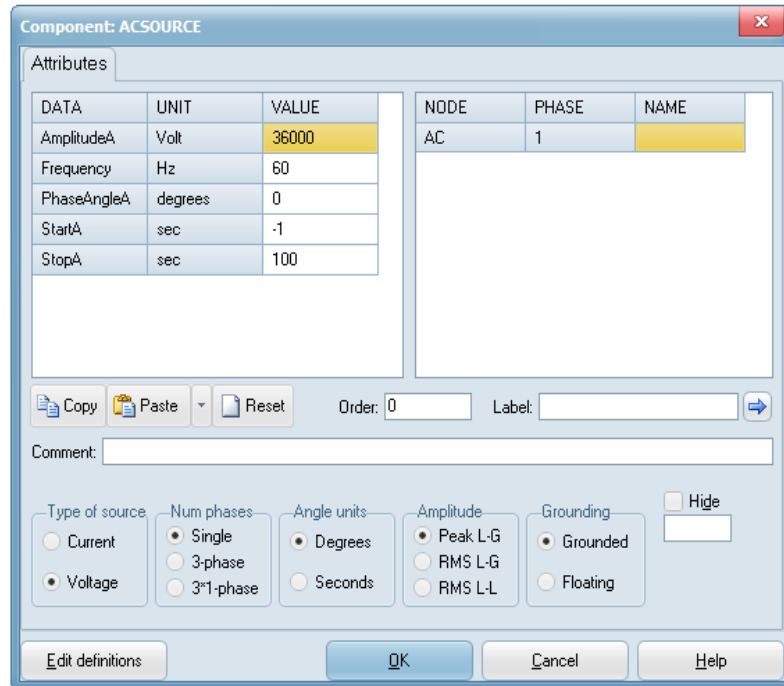 Component: ACSOURCE
Attributes
DATA UNIT VALUE NODE PHASE NAME
AmplitudeA Volt 36000 AC 1
Frequency Hz 60
PhaseAngleA degrees 0
StartA sec -1
StopA sec 100
Copy Paste Reset Order: 0 Label:
Comment:
Type of source Num phases Angle units Amplitude Grounding Hide
Current Single Degrees Peak L-G Grounded
3-phase RMS L-G
Voltage 3*1-phase Seconds RMS L-L Floating
Edit definitions OK Cancel Help